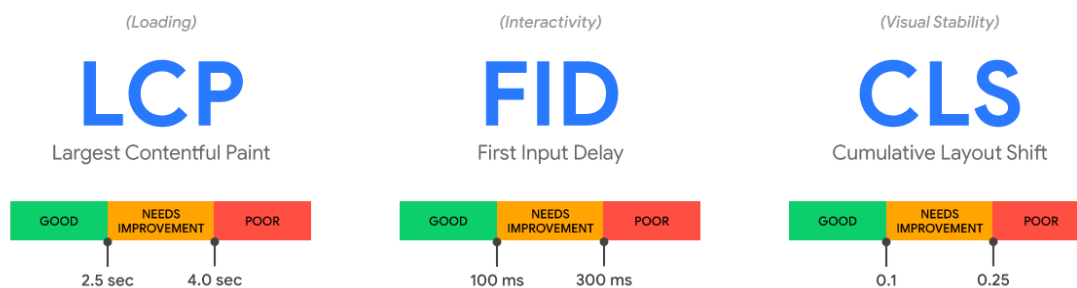 (Loading)
LCP
Largest Contentful Paint
GOOD
NEEDS
IMPROVEMENT
POOR
2.5 sec
4.0 sec
(Interactivity)
FID
First Input Delay
GOOD
NEEDS
IMPROVEMENT
POOR
100 ms
300 ms
(Visual Stability)
CLS
Cumulative Layout Shift
GOOD
NEEDS
IMPROVEMENT
POOR
0.1
0.25